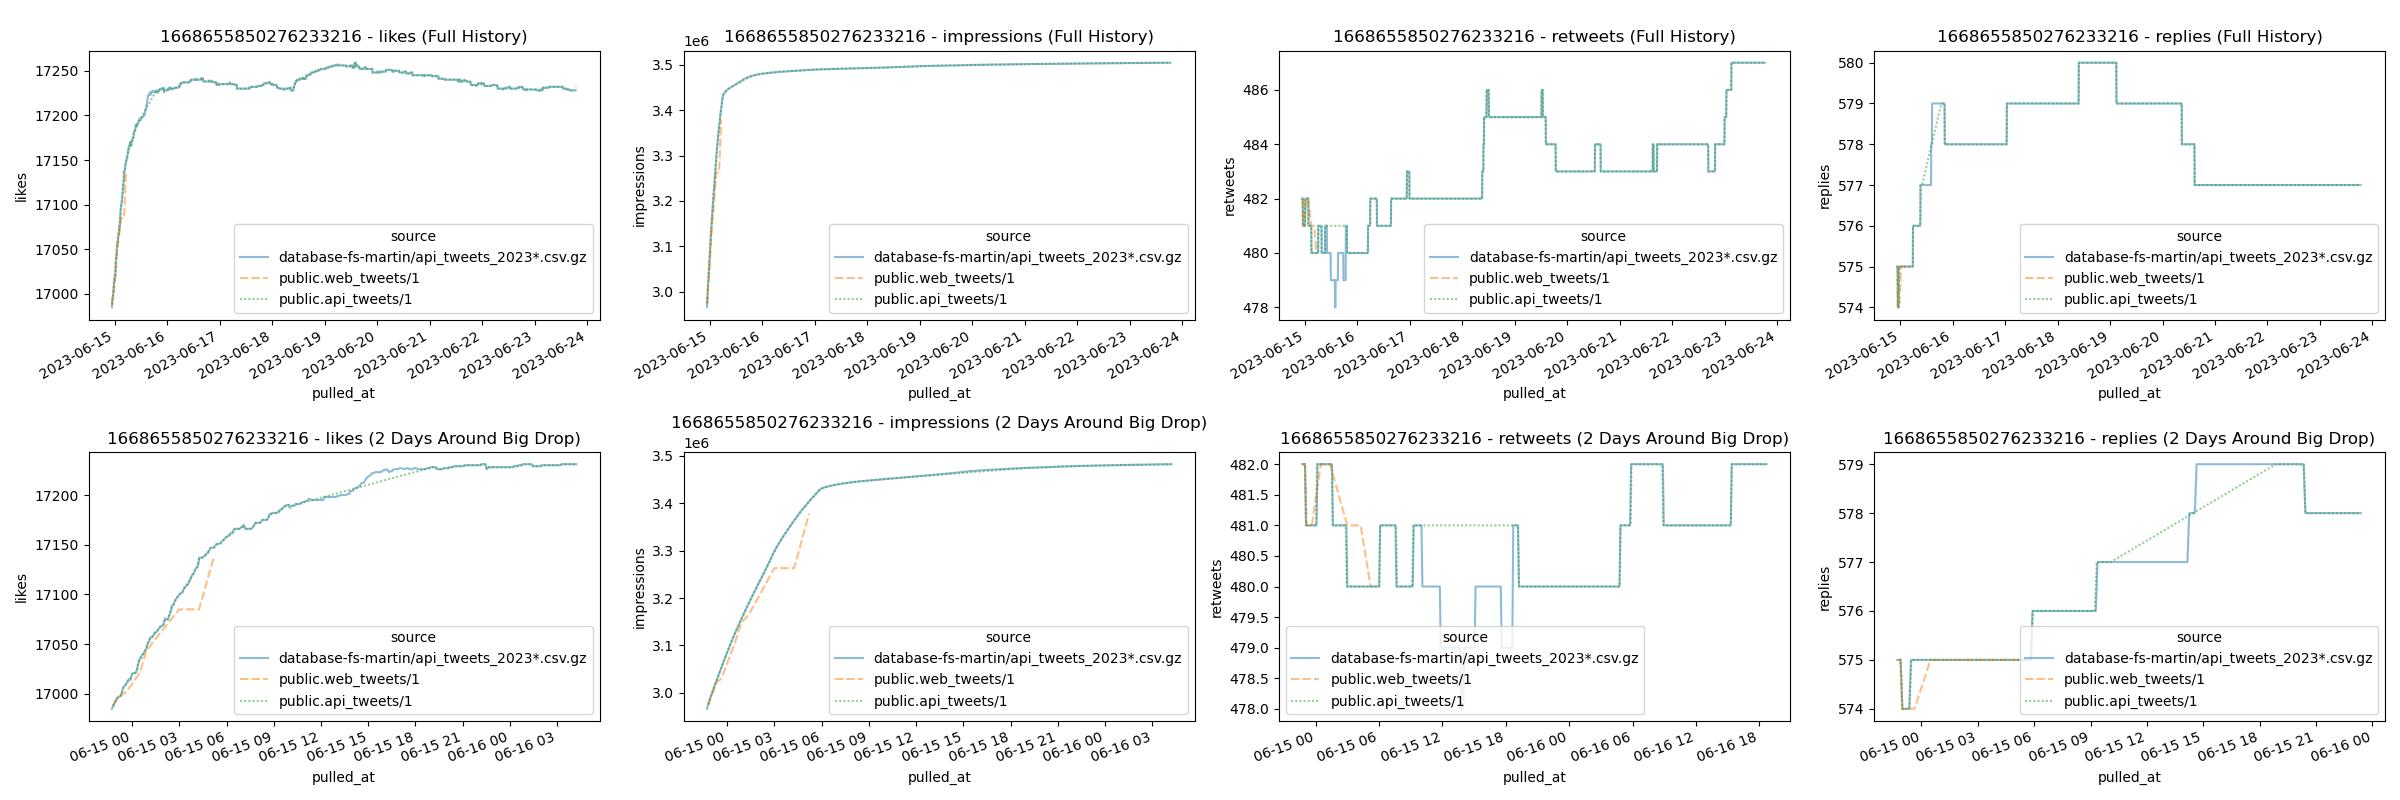 1668655850276233216 - likes (Full History)
17250
17200
17150
17100
17050
17000
likes
2023-06-15
2023-06-16
2023-06-17
2023-06-18
2023-06-19
2023-06-20
2023-06-21
2023-06-22
2023-06-23
2023-06-24
pulled_at
source
database-fs-martin/api_tweets_2023*.csv.gz
public.web_tweets/1
public.api_tweets/1
1668655850276233216 - impressions (Full History)
1e6
3.5
3.4
3.3
3.2
3.1
3.0
impressions
2023-06-15
2023-06-16
2023-06-17
2023-06-18
2023-06-19
2023-06-20
2023-06-21
2023-06-22
2023-06-23
2023-06-24
pulled_at
source
database-fs-martin/api_tweets_2023*.csv.gz
public.web_tweets/1
public.api_tweets/1
1668655850276233216 - retweets (Full History)
486
484
482
480
478
retweets
2023-06-15
2023-06-16
2023-06-17
2023-06-18
2023-06-19
2023-06-20
2023-06-21
2023-06-22
2023-06-23
2023-06-24
pulled_at
source
database-fs-martin/api_tweets_2023*.csv.gz
public.web_tweets/1
public.api_tweets/1
1668655850276233216 - replies (Full History)
580
579
578
577
576
575
574
replies
2023-06-15
2023-06-16
2023-06-17
2023-06-18
2023-06-19
2023-06-20
2023-06-21
2023-06-22
2023-06-23
2023-06-24
pulled_at
source
database-fs-martin/api_tweets_2023*.csv.gz
public.web_tweets/1
public.api_tweets/1
1668655850276233216 - likes (2 Days Around Big Drop)
17200
17150
17100
17050
17000
likes
06-15 00
06-15 03
06-15 06
06-15 09
06-15 12
06-15 15
06-15 18
06-15 21
06-16 00
06-16 03
pulled_at
source
database-fs-martin/api_tweets_2023*.csv.gz
public.web_tweets/1
public.api_tweets/1
1668655850276233216 - impressions (2 Days Around Big Drop)
1e6
3.5
3.4
3.3
3.2
3.1
3.0
impressions
06-15 00
06-15 03
06-15 06
06-15 09
06-15 12
06-15 15
06-15 18
06-15 21
06-16 00
06-16 03
pulled_at
source
database-fs-martin/api_tweets_2023*.csv.gz
public.web_tweets/1
public.api_tweets/1
1668655850276233216 - retweets (2 Days Around Big Drop)
482.0
481.5
481.0
480.5
480.0
479.5
479.0
478.5
478.0
retweets
06-15 00
06-15 06
06-15 12
06-15 18
06-16 00
06-16 06
06-16 12
06-16 18
pulled_at
source
database-fs-martin/api_tweets_2023*.csv.gz
public.web_tweets/1
public.api_tweets/1
1668655850276233216 - replies (2 Days Around Big Drop)
579
578
577
576
575
574
replies
06-15 00
06-15 03
06-15 06
06-15 09
06-15 12
06-15 15
06-15 18
06-15 21
06-16 00
pulled_at
source
database-fs-martin/api_tweets_2023*.csv.gz
public.web_tweets/1
public.api_tweets/1